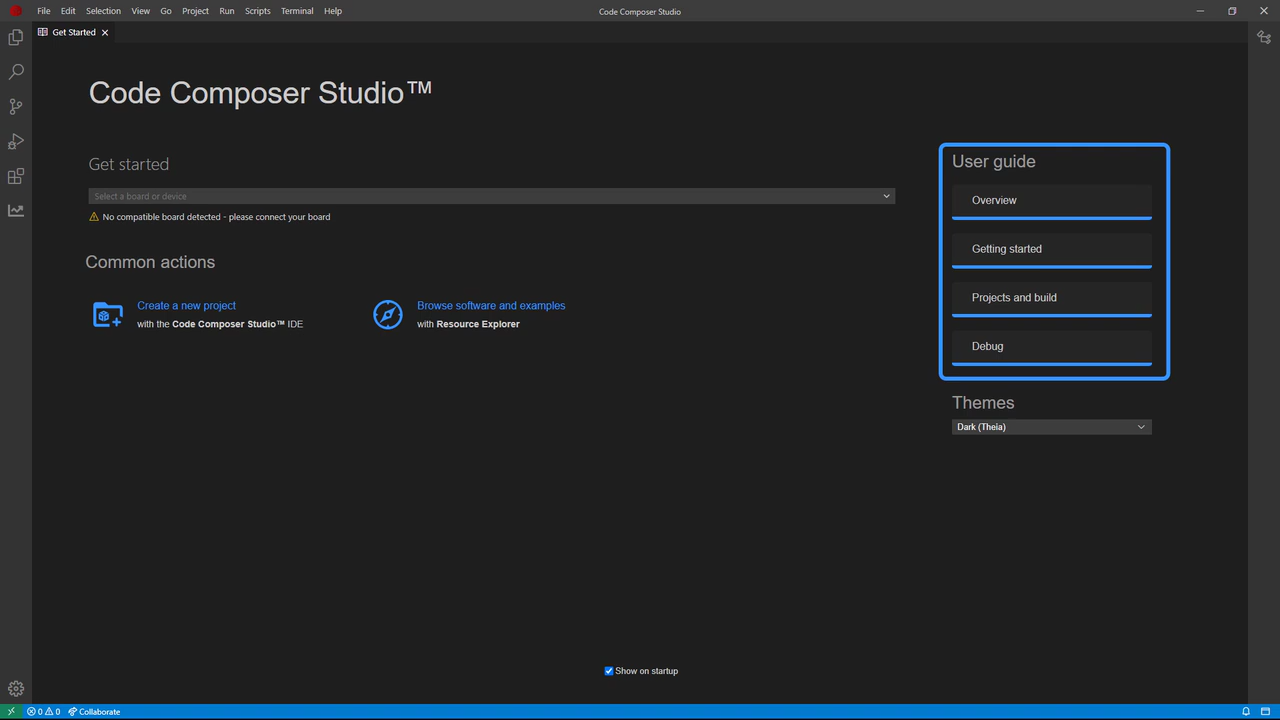 File Edit Selection View Go Project Run Scripts Terminal Help
Code Composer Studio
Get Started
Code Composer Studio™
Get started
Select a board or device
No compatible board detected - please connect your board
Common actions
Create a new project
with the Code Composer Studio™ IDE
Browse software and examples
with Resource Explorer
User guide
Overview
Getting started
Projects and build
Debug
Themes
Dark (Theia)
Show on startup
0 0 Collaborate